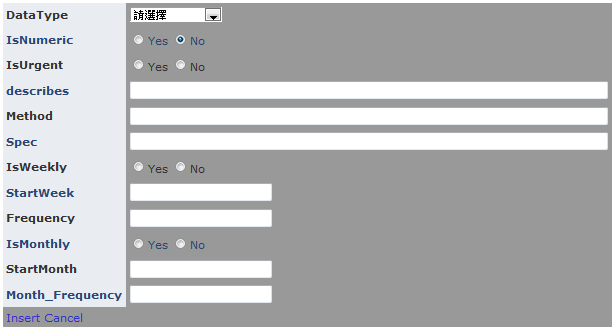 DataType 請選擇
IsNumeric Yes No
IsUrgent Yes No
describes
Method
Spec
IsWeekly Yes No
StartWeek
Frequency
IsMonthly Yes No
StartMonth
Month_Frequency
Insert Cancel